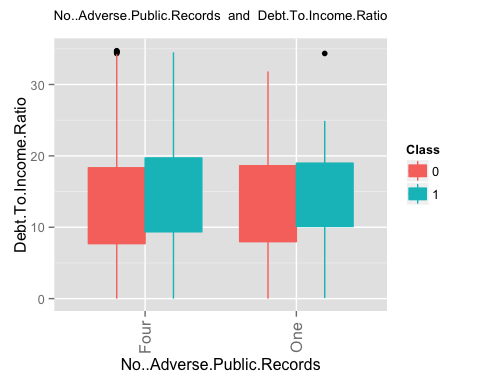 No..Adverse.Public.Records and Debt.To.Income.Ratio
Debt.To.Income.Ratio
30
20
10
0
Four
One
No..Adverse.Public.Records
Class
0
1